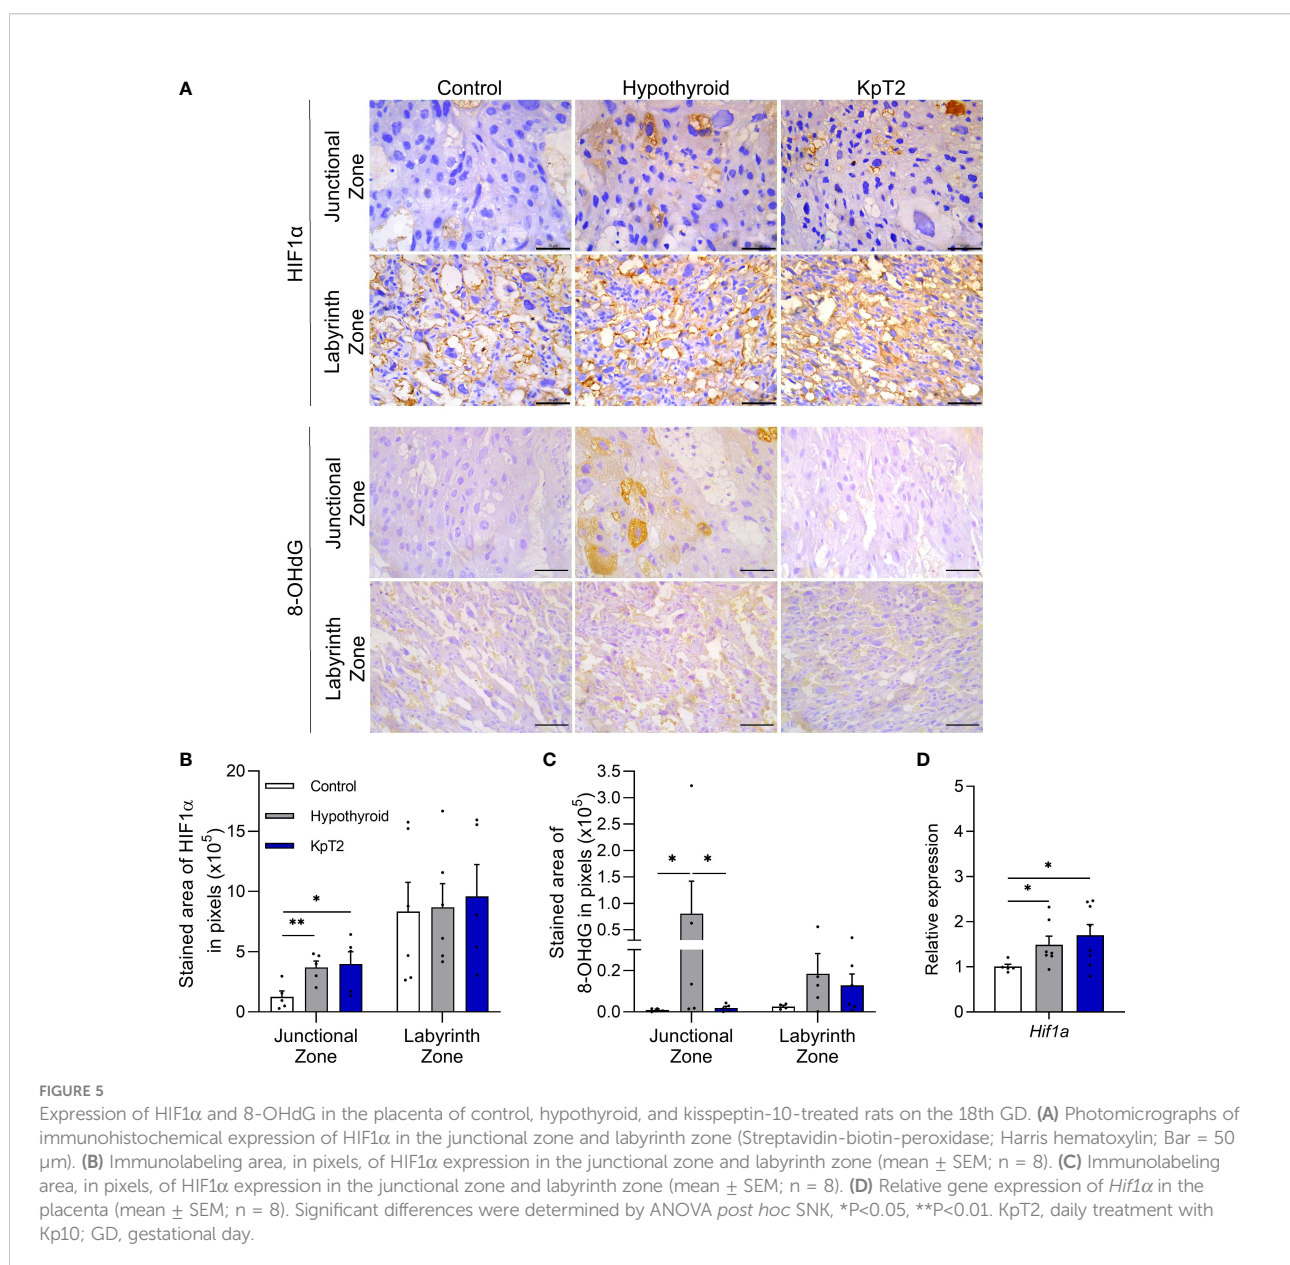 A
Control
Hypothyroid
KpT2
HIF1α
Junctional
Zone
Labyrinth
Zone
8-OHdG
Junctional
Zone
Labyrinth
Zone
B
Stained area of HIF1α
in pixels (x10⁵)
20
15
10
5
0
Control
Hypothyroid
KpT2
**
*
Junctional
Zone
Labyrinth
Zone
C
Stained area of
8-OHdG in pixels (x10⁵)
3.5
3.0
2.5
2.0
1.5
1.0
0.5
0.2
0.0
*
*
Junctional
Zone
Labyrinth
Zone
D
Relative expression
5
4
3
2
1
0
*
*
Hif1a
FIGURE 5
Expression of HIF1α and 8-OHdG in the placenta of control, hypothyroid, and kisspeptin-10-treated rats on the 18th GD. (A) Photomicrographs of
immunohistochemical expression of HIF1α in the junctional zone and labyrinth zone (Streptavidin-biotin-peroxidase; Harris hematoxylin; Bar = 50
µm). (B) Immunolabeling area, in pixels, of HIF1α expression in the junctional zone and labyrinth zone (mean ± SEM; n = 8). (C) Immunolabeling
area, in pixels, of HIF1α expression in the junctional zone and labyrinth zone (mean ± SEM; n = 8). (D) Relative gene expression of Hif1α in the
placenta (mean ± SEM; n = 8). Significant differences were determined by ANOVA post hoc SNK, *P<0.05, **P<0.01. KpT2, daily treatment with
Kp10; GD, gestational day.